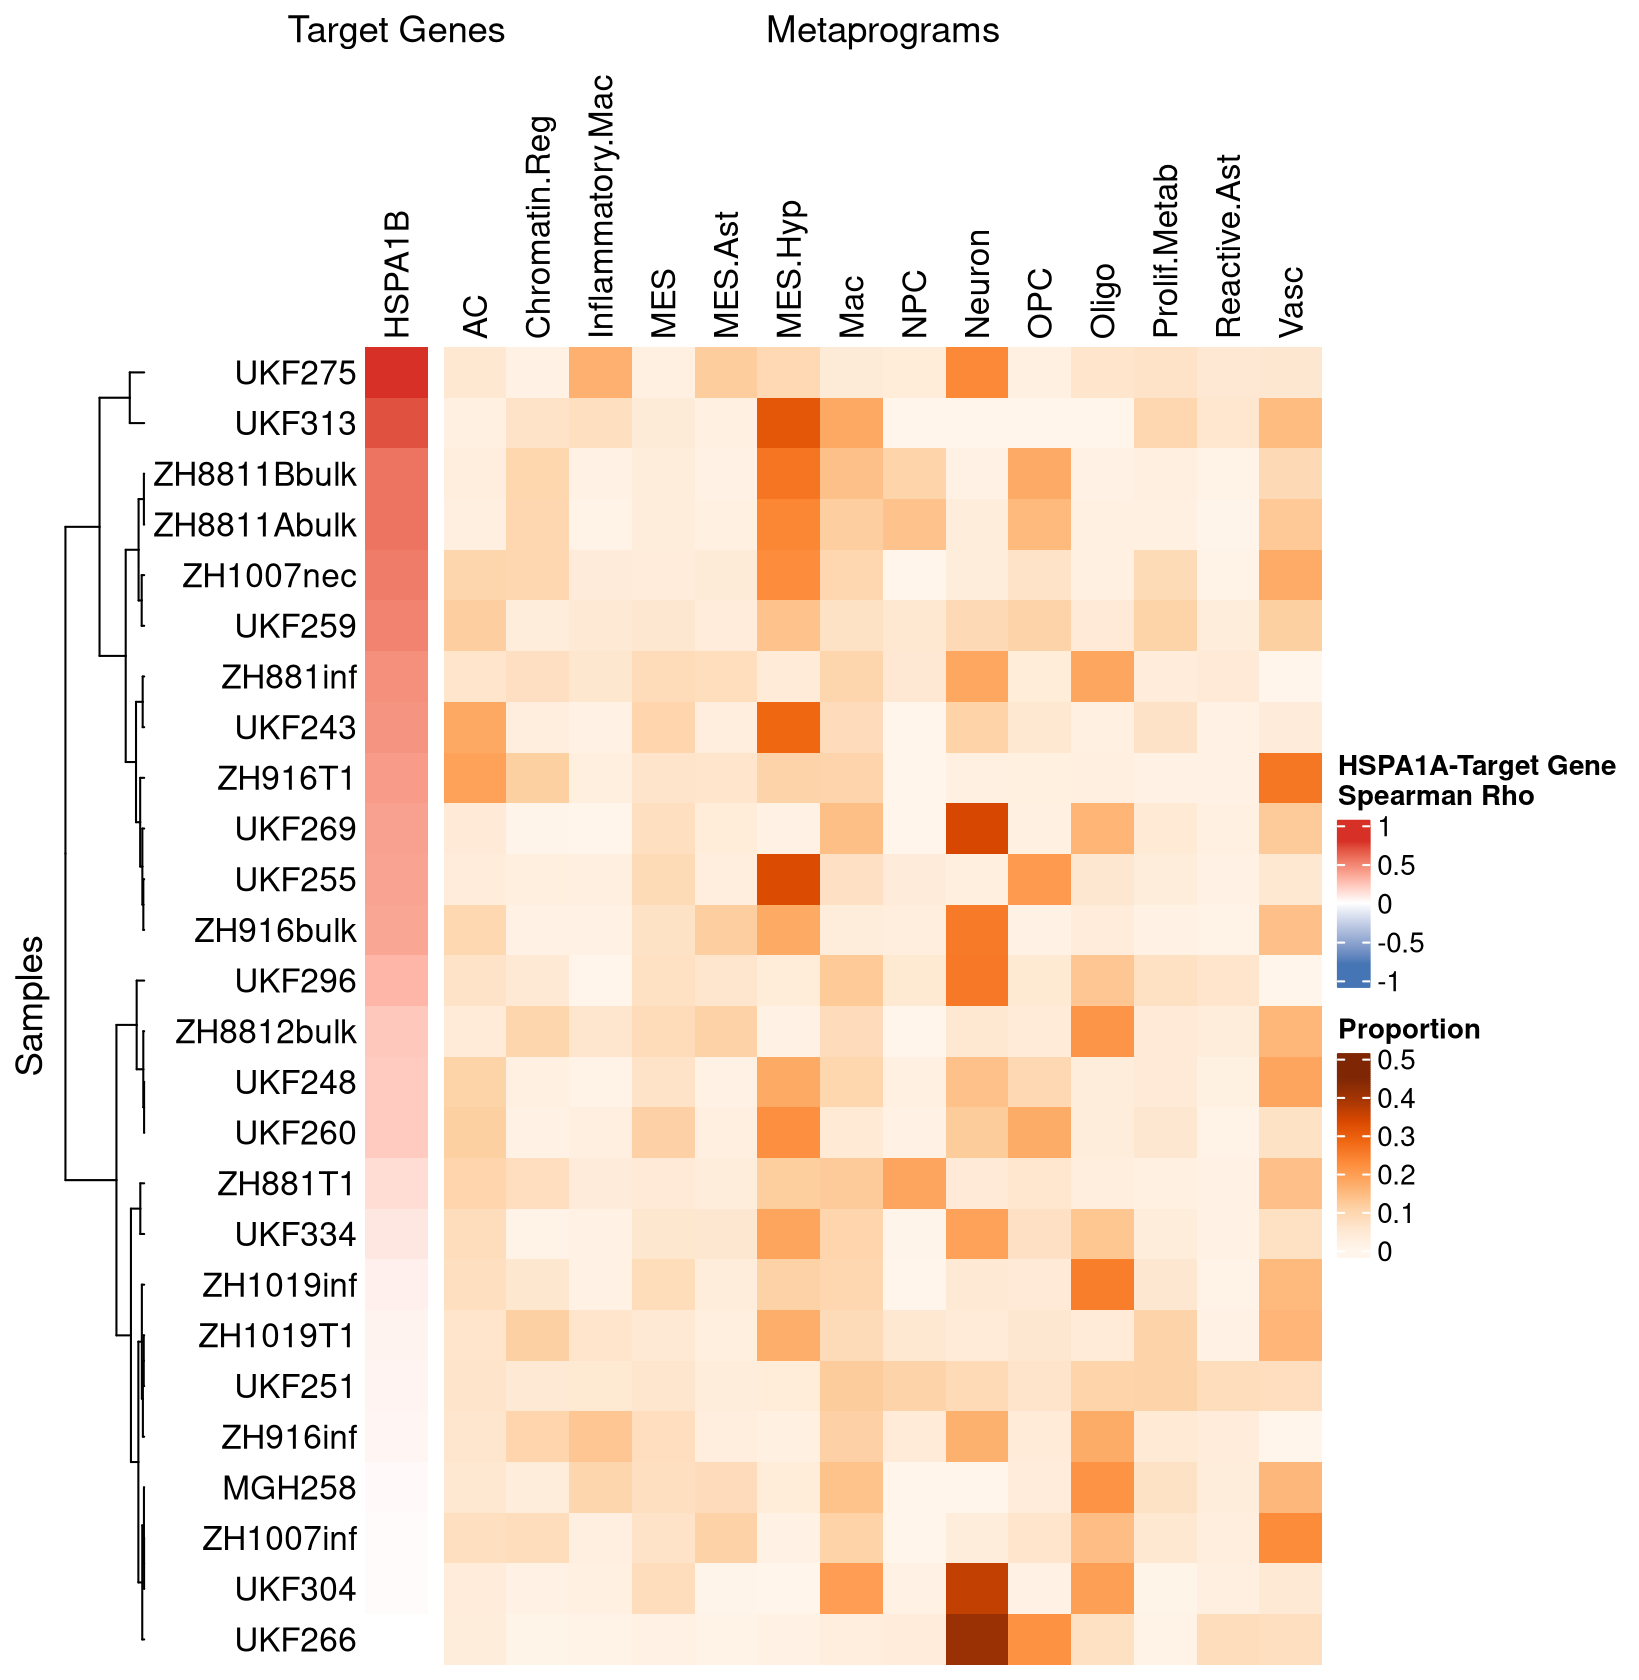 Target Genes
Metaprograms
HSPA1B
AC
Chromatin.Reg
Inflammatory.Mac
MES
MES.Ast
MES.Hyp
Mac
NPC
Neuron
OPC
Oligo
Prolif.Metab
Reactive.Ast
Vasc
Samples
UKF275
UKF313
ZH8811Bbulk
ZH8811Abulk
ZH1007nec
UKF259
ZH881inf
UKF243
ZH916T1
UKF269
UKF255
ZH916bulk
UKF296
ZH8812bulk
UKF248
UKF260
ZH881T1
UKF334
ZH1019inf
ZH1019T1
UKF251
ZH916inf
MGH258
ZH1007inf
UKF304
UKF266
HSPA1A-Target Gene
Spearman Rho
1
0.5
0
-0.5
-1
Proportion
0.5
0.4
0.3
0.2
0.1
0